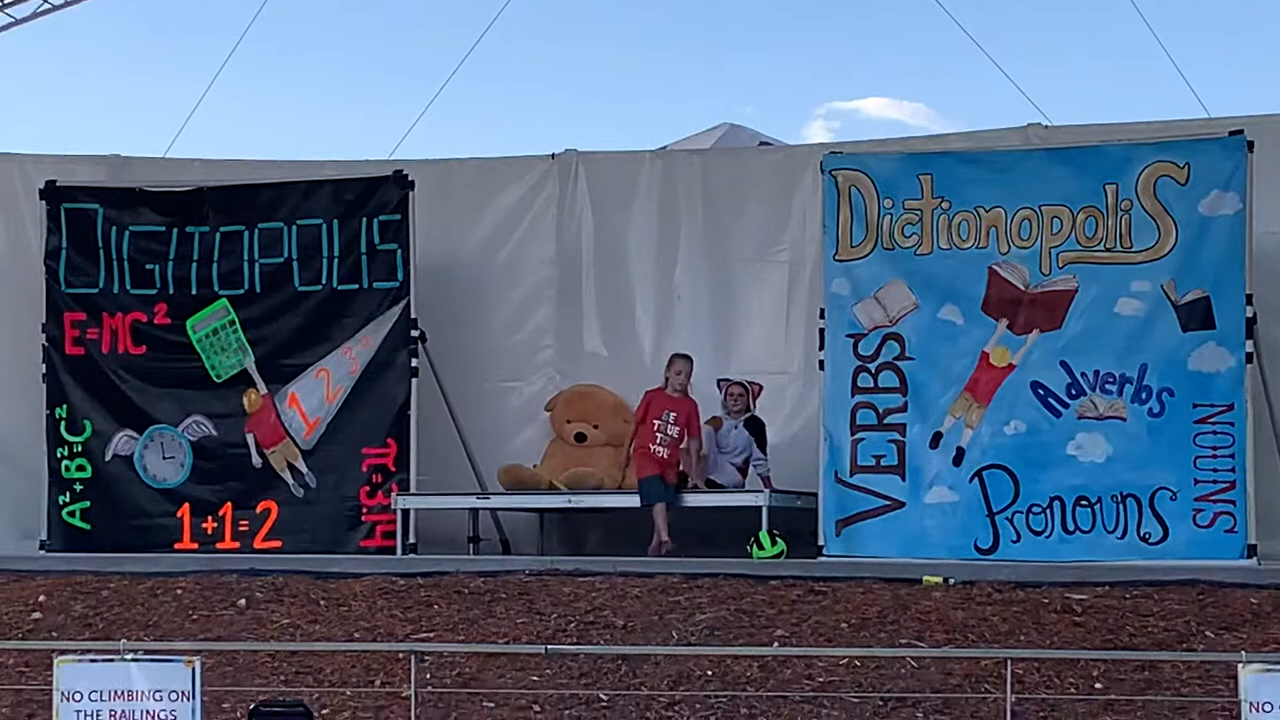 DIGITOPOLIS
E=MC²
1 2 3
A²+B²=C²
π=3.14
1+1=2
BE
TRUE
TO
YOU
DictionopoliS
VERBS
Adverbs
NOUNS
Pronouns
NO CLIMBING ON
THE RAILINGS
NO